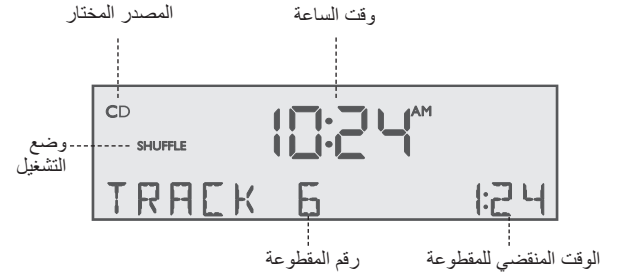 المصدر المختار
وقت الساعة
CD
10:24 AM
وضع
التشغيل
SHUFFLE
TRACK 6 1:24
رقم المقطوعة
الوقت المنقضي للمقطوعة